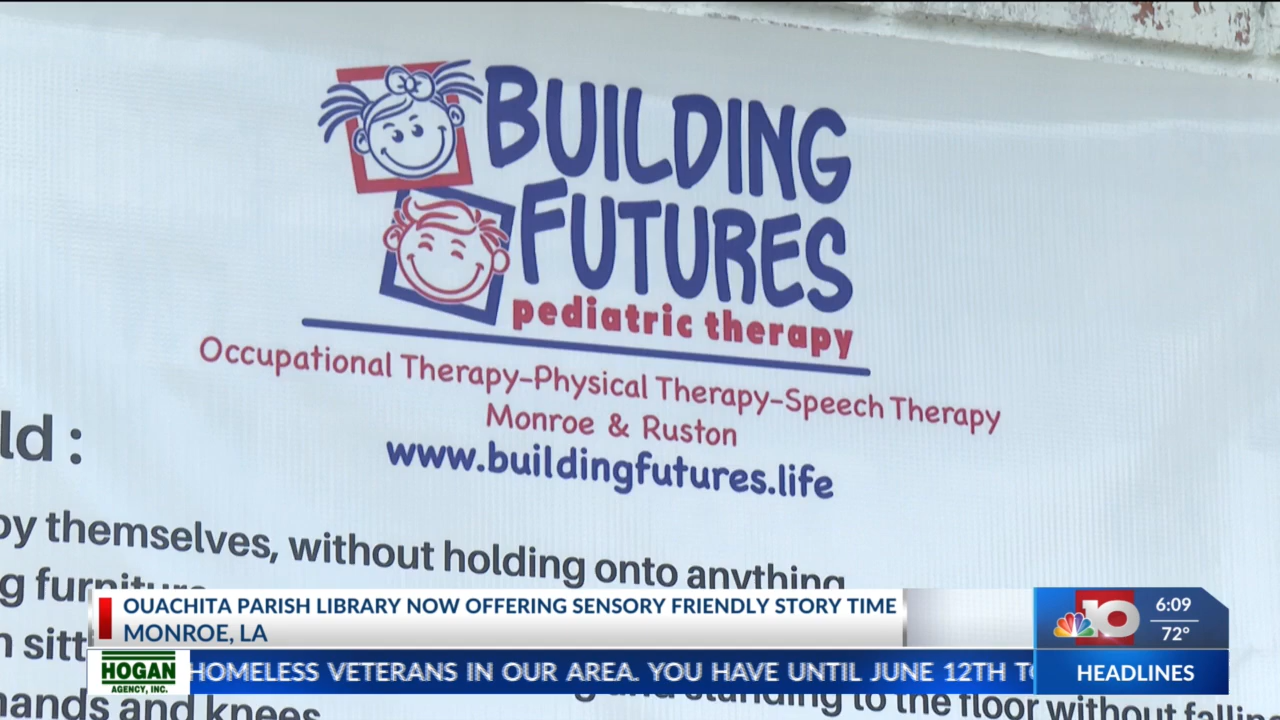 BUILDING
FUTURES
pediatric therapy
Occupational Therapy-Physical Therapy-Speech Therapy
Monroe & Ruston
www.buildingfutures.life
ld :
by themselves, without holding onto anything
g furniture
n sitt
hands and knees
g and standing to the floor without falling
OUACHITA PARISH LIBRARY NOW OFFERING SENSORY FRIENDLY STORY TIME
MONROE, LA
10
6:09
72°
HOGAN
AGENCY, INC.
HOMELESS VETERANS IN OUR AREA. YOU HAVE UNTIL JUNE 12TH TO
HEADLINES